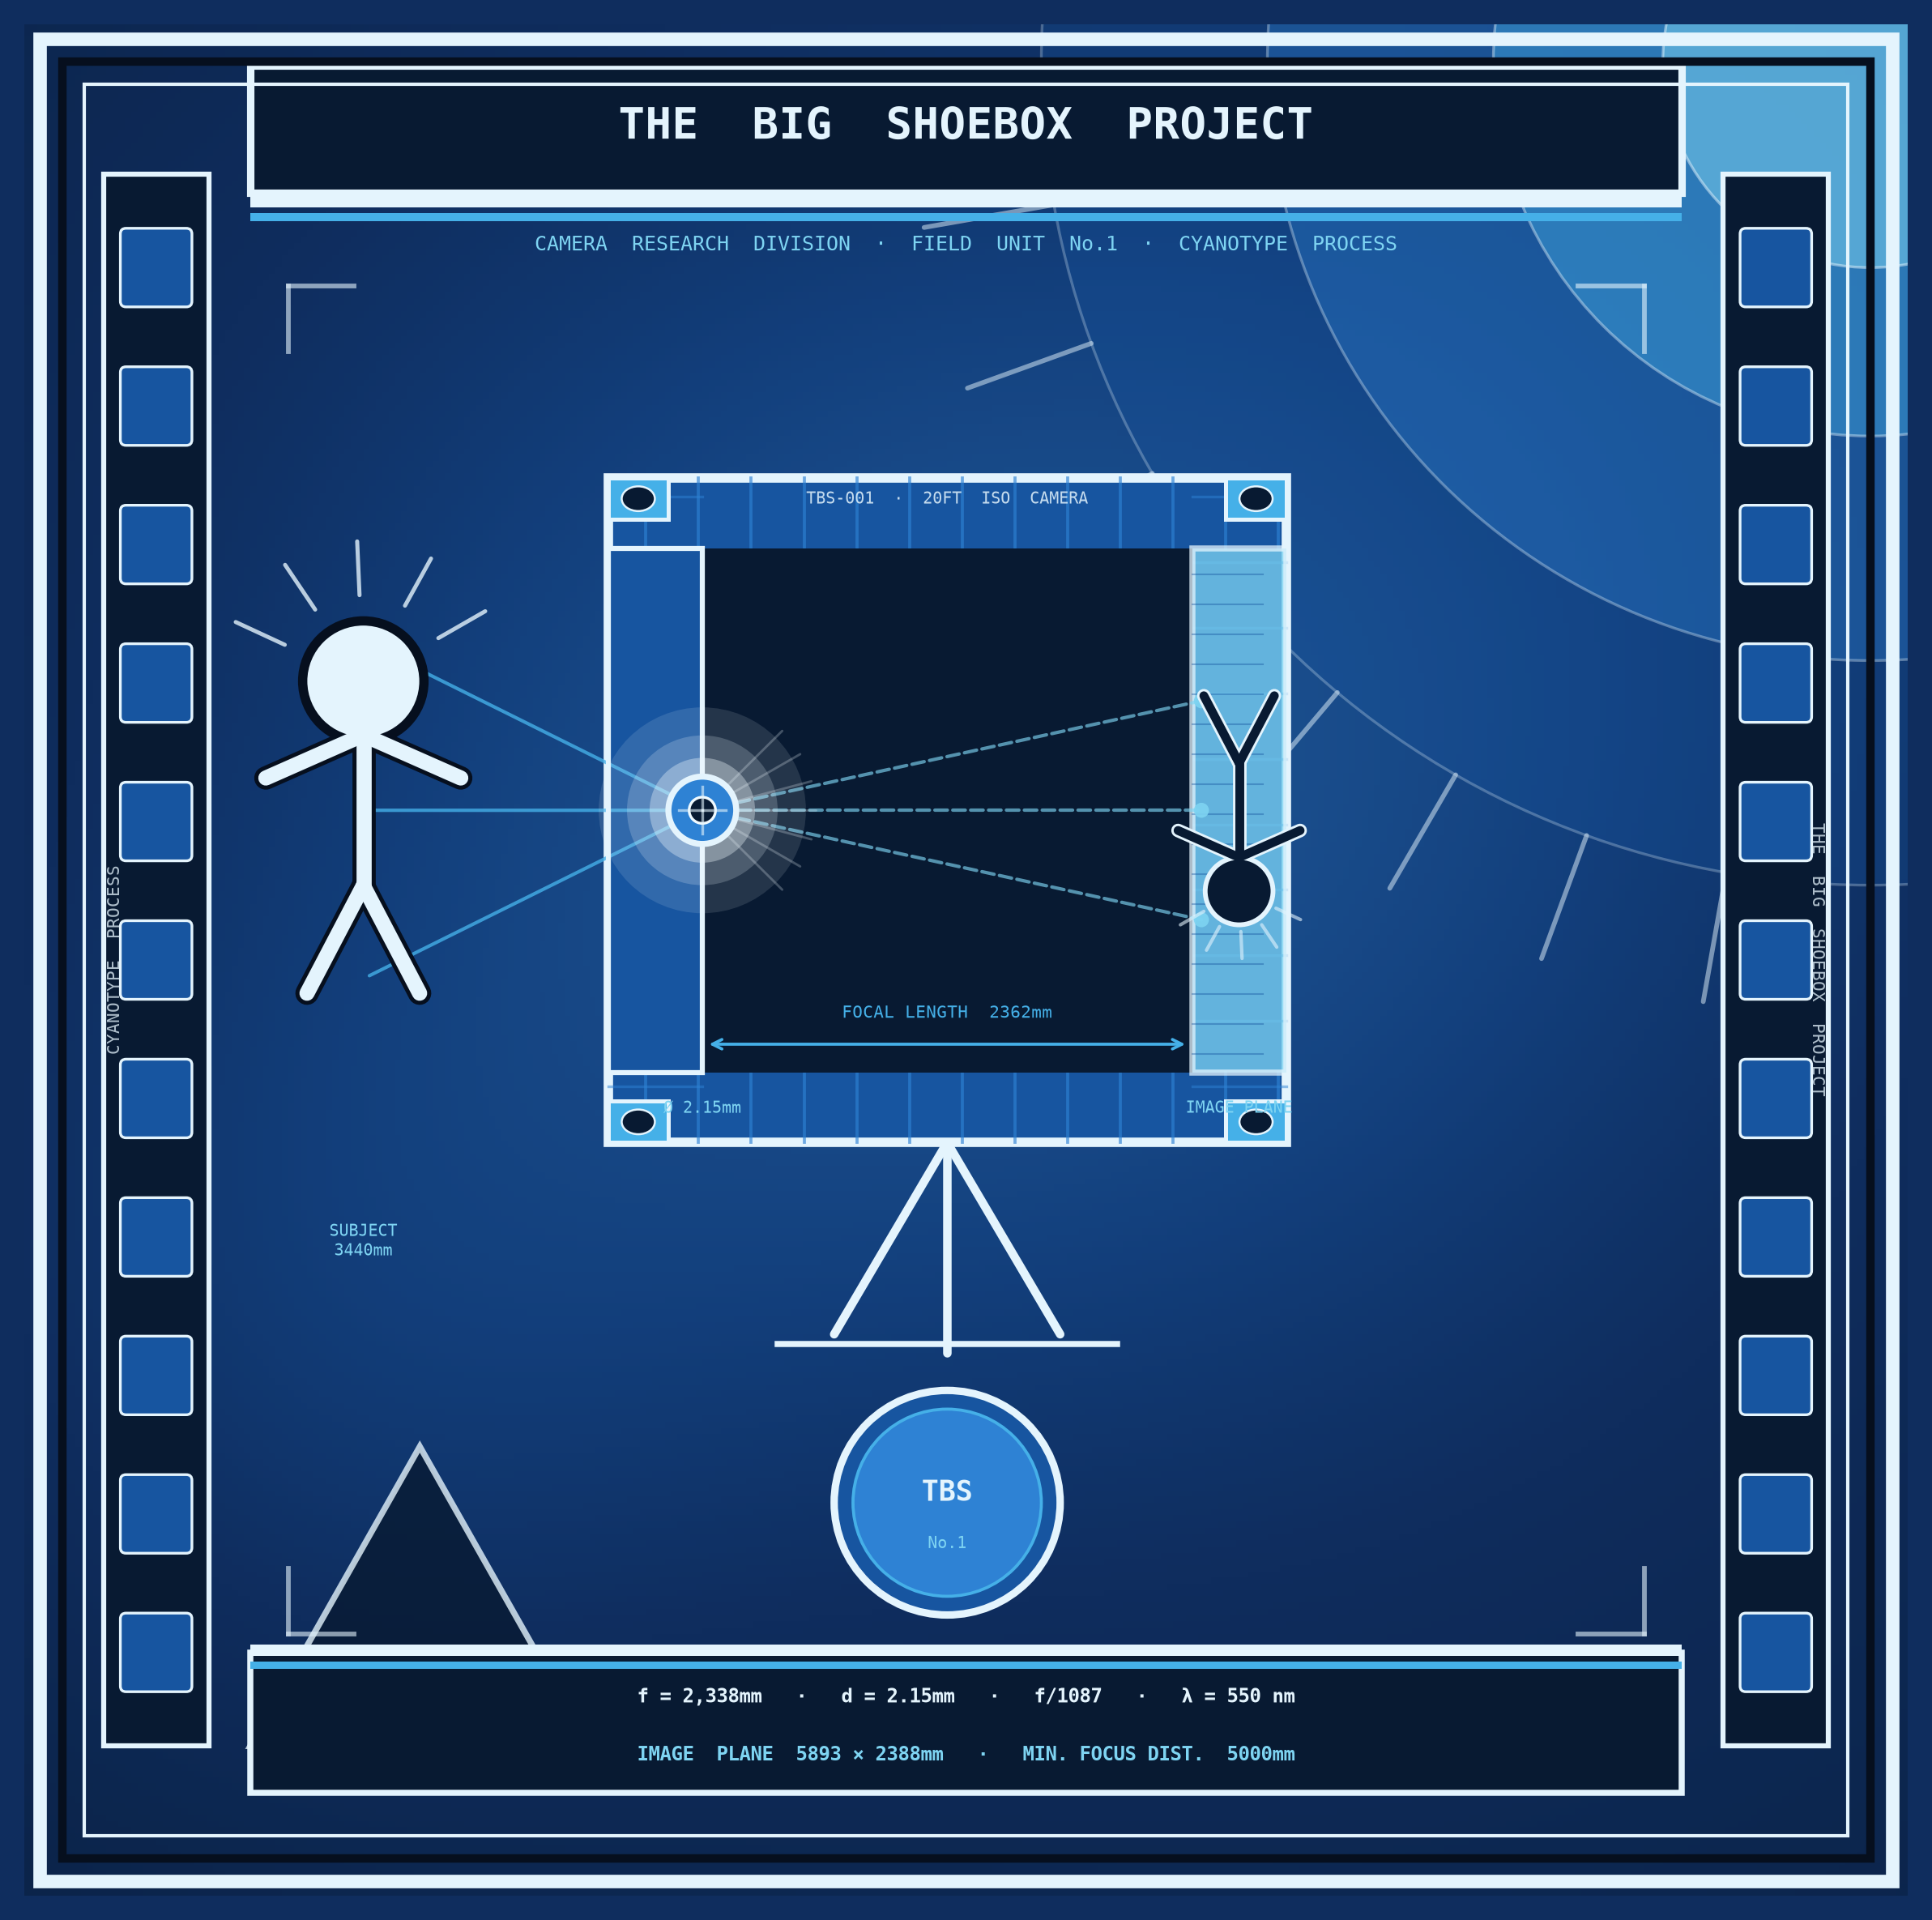 THE BIG SHOEBOX PROJECT
CAMERA RESEARCH DIVISION · FIELD UNIT No.1 · CYANOTYPE PROCESS
TBS-001 · 20FT ISO CAMERA
CYANOTYPE PROCESS
THE BIG SHOEBOX PROJECT
FOCAL LENGTH 2362mm
Ø 2.15mm
IMAGE PLANE
SUBJECT
3440mm
TBS
No.1
f = 2,338mm · d = 2.15mm · f/1087 · λ = 550 nm
IMAGE PLANE 5893 × 2388mm · MIN. FOCUS DIST. 5000mm